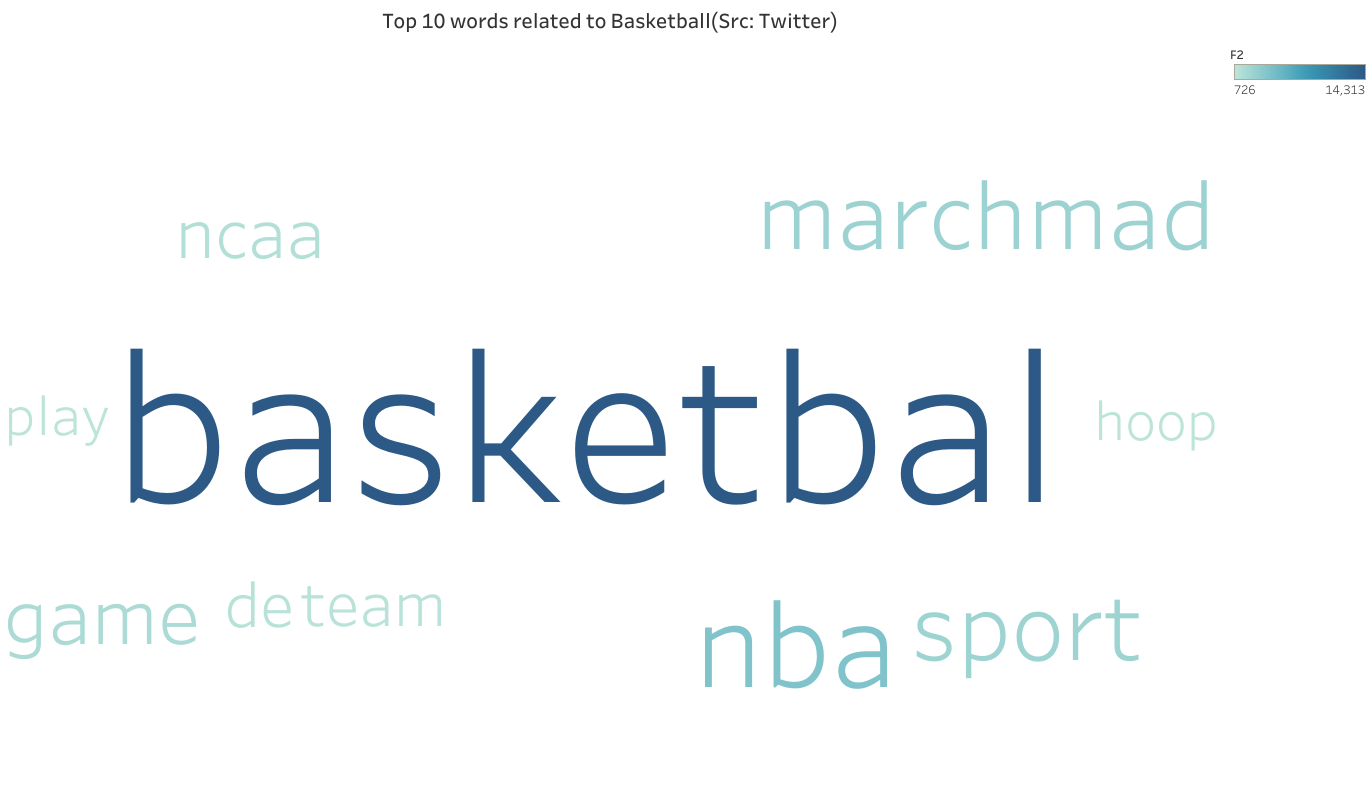 Top 10 words related to Basketball(Src: Twitter)
F2
726 14,313
ncaa marchmad
play basketbal hoop
game de team nba sport